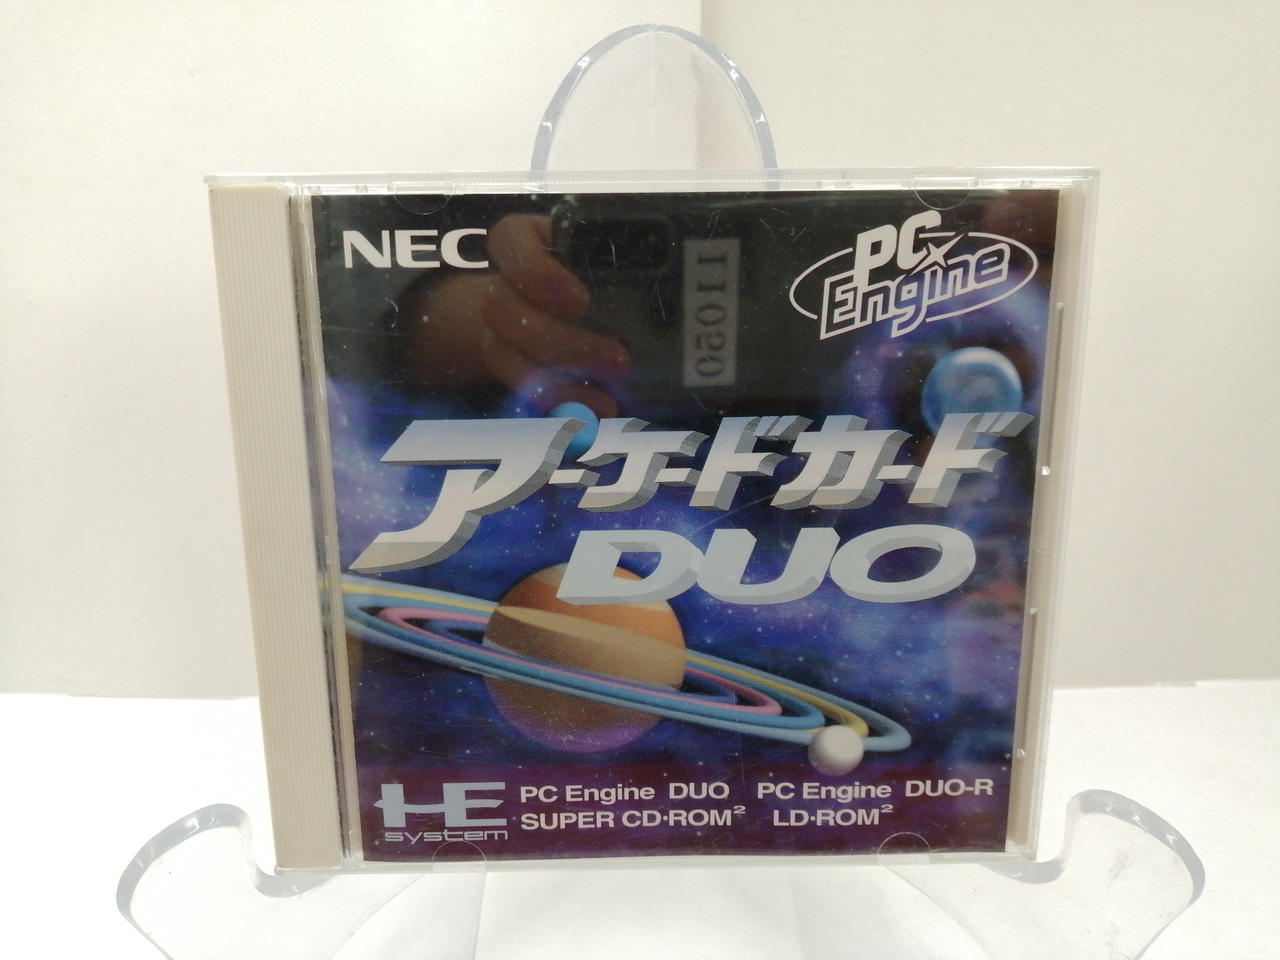 NEC
PC Engine
11050
アーケードカード
DUO
HE system
PC Engine DUO PC Engine DUO-R
SUPER CD・ROM² LD・ROM²